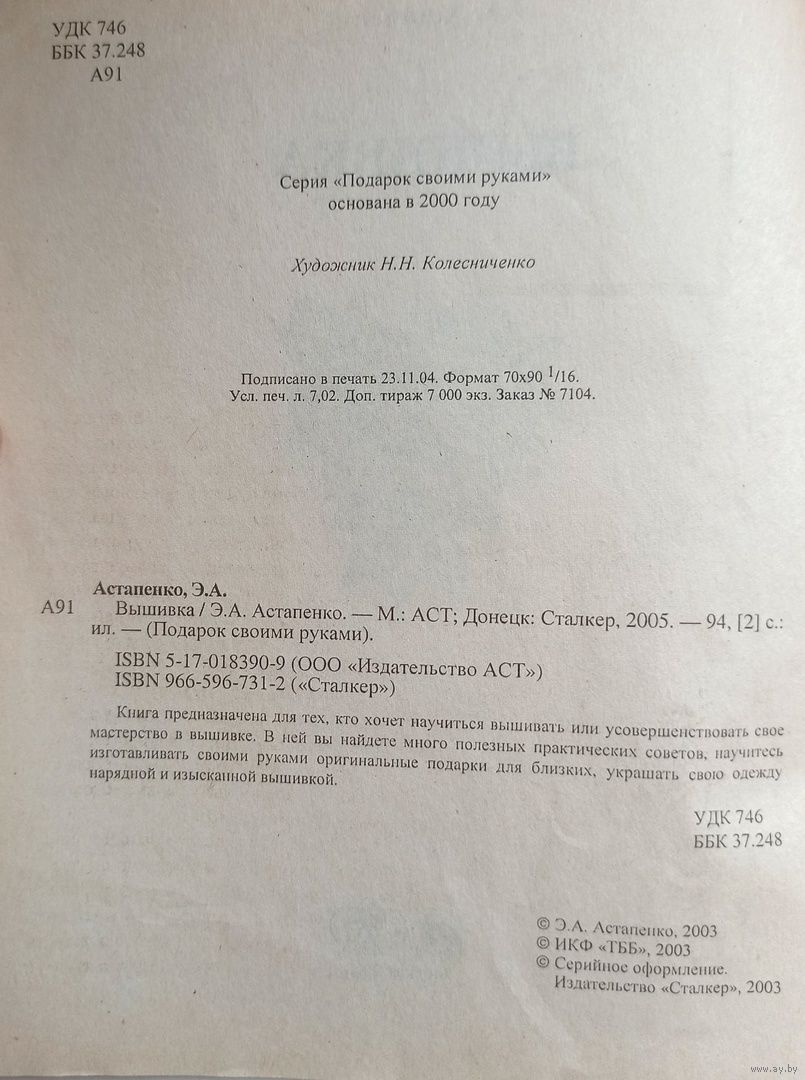 УДК 746
ББК 37.248
А91
Серия «Подарок своими руками»
основана в 2000 году
Художник Н.Н. Колесниченко
Подписано в печать 23.11.04. Формат 70х90 1/16.
Усл. печ. л. 7,02. Доп. тираж 7 000 экз. Заказ № 7104.
Астапенко, Э.А.
А91 Вышивка / Э.А. Астапенко. — М.: АСТ; Донецк: Сталкер, 2005. — 94, [2] с.:
ил. — (Подарок своими руками).
ISBN 5-17-018390-9 (ООО «Издательство АСТ»)
ISBN 966-596-731-2 («Сталкер»)
Книга предназначена для тех, кто хочет научиться вышивать или усовершенствовать свое
мастерство в вышивке. В ней вы найдете много полезных практических советов, научитесь
изготавливать своими руками оригинальные подарки для близких, украшать свою одежду
нарядной и изысканной вышивкой.
УДК 746
ББК 37.248
© Э.А. Астапенко, 2003
© ИКФ «ТББ», 2003
© Серийное оформление.
Издательство «Сталкер», 2003
www.ay.by